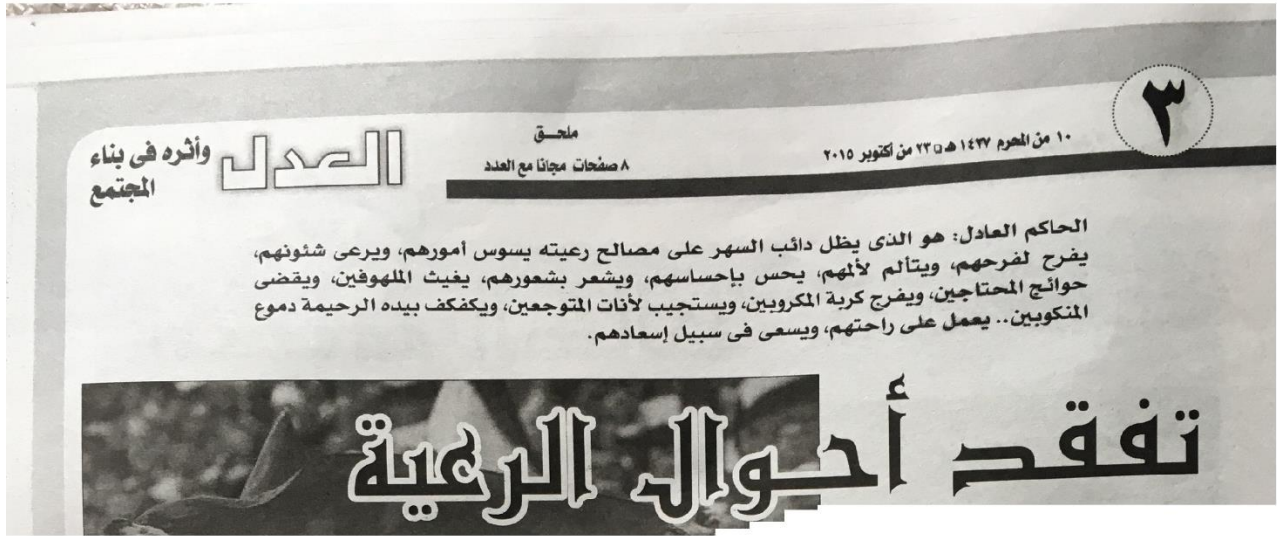 ٣
١٠ من المحرم ١٤٣٧ هـ ٢٣ من أكتوبر ٢٠١٥
ملحق
٨ صفحات مجانا مع العدد
العدل
وأثره فى بناء
المجتمع
الحاكم العادل: هو الذى يظل دائب السهر على مصالح رعيته يسوس أمورهم، ويرعى شئونهم،
يفرح لفرحهم، ويتألم لألمهم، يحس بإحساسهم، ويشعر بشعورهم، يغيث الملهوفين، ويقضى
حوائج المحتاجين، ويفرج كربة المكروبين، ويستجيب لأنات المتوجعين، ويكفكف بيده الرحيمة دموع
المنكوبين.. يعمل على راحتهم، ويسعى فى سبيل إسعادهم.
تفقد أحوال الرعية